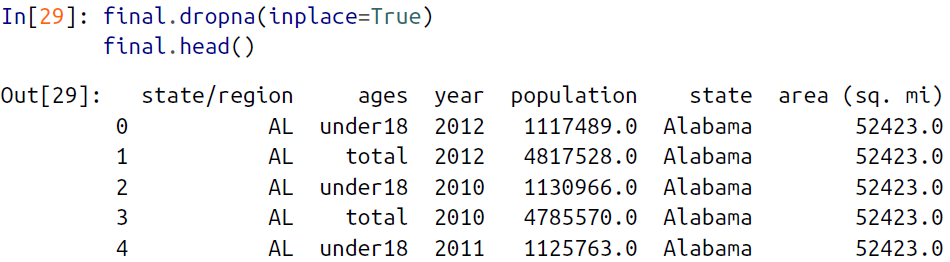 In[29]: final.dropna(inplace=True)
final.head()
Out[29]: state/region ages year population state area (sq. mi)
0 AL under18 2012 1117489.0 Alabama 52423.0
1 AL total 2012 4817528.0 Alabama 52423.0
2 AL under18 2010 1130966.0 Alabama 52423.0
3 AL total 2010 4785570.0 Alabama 52423.0
4 AL under18 2011 1125763.0 Alabama 52423.0